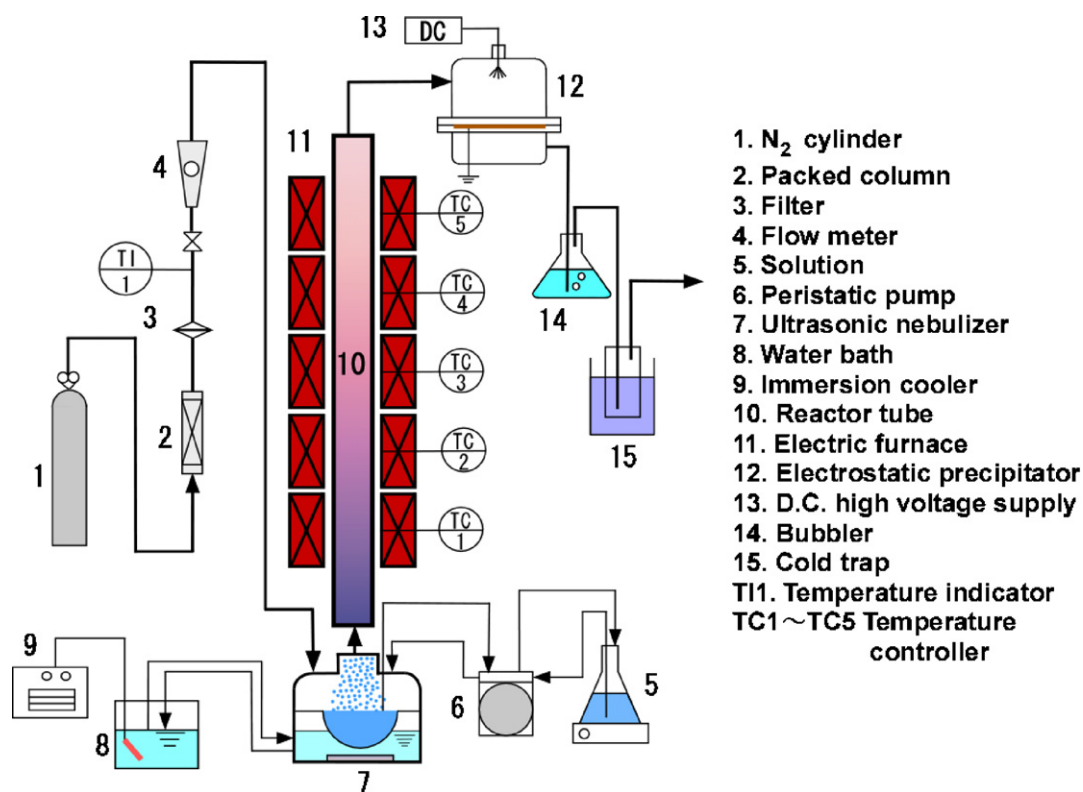 13
DC
12
11
4
TC
5
TI
1
TC
4
14
3
10
TC
3
15
2
TC
2
1
TC
1
9
6
5
8
7
1. N2 cylinder
2. Packed column
3. Filter
4. Flow meter
5. Solution
6. Peristatic pump
7. Ultrasonic nebulizer
8. Water bath
9. Immersion cooler
10. Reactor tube
11. Electric furnace
12. Electrostatic precipitator
13. D.C. high voltage supply
14. Bubbler
15. Cold trap
TI1. Temperature indicator
TC1~TC5 Temperature
controller